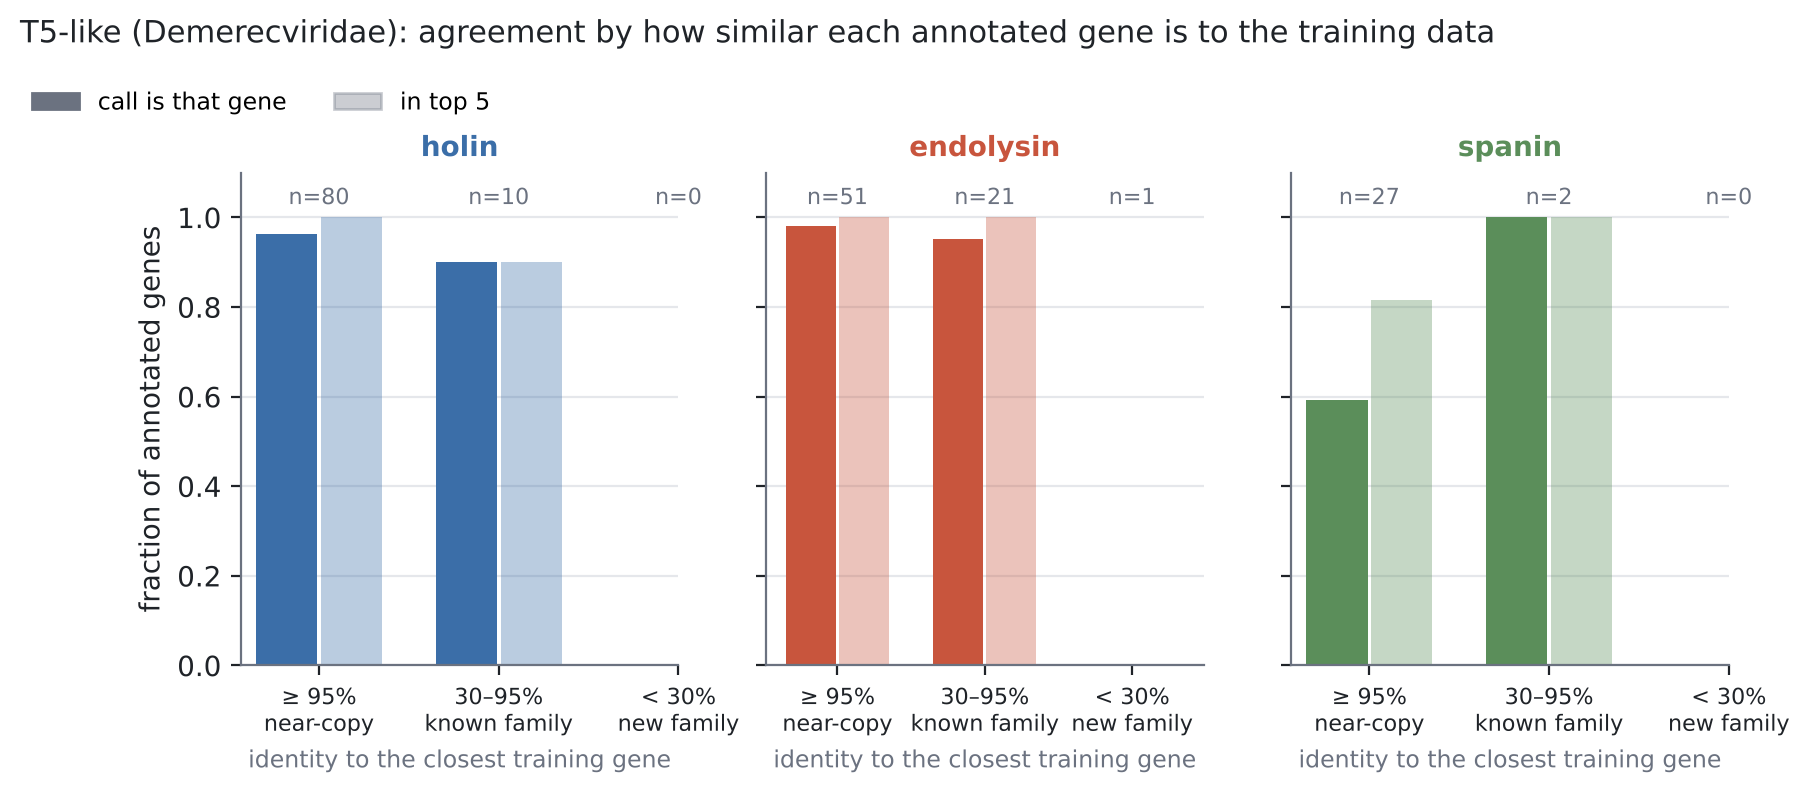 T5-like (Demerecviridae): agreement by how similar each annotated gene is to the training data
call is that gene
in top 5
holin
endolysin
spanin
n=80
n=10
n=0
n=51
n=21
n=1
n=27
n=2
n=0
fraction of annotated genes
1.0
0.8
0.6
0.4
0.2
0.0
≥ 95%
near-copy
30–95%
known family
< 30%
new family
≥ 95%
near-copy
30–95%
known family
< 30%
new family
≥ 95%
near-copy
30–95%
known family
< 30%
new family
identity to the closest training gene
identity to the closest training gene
identity to the closest training gene